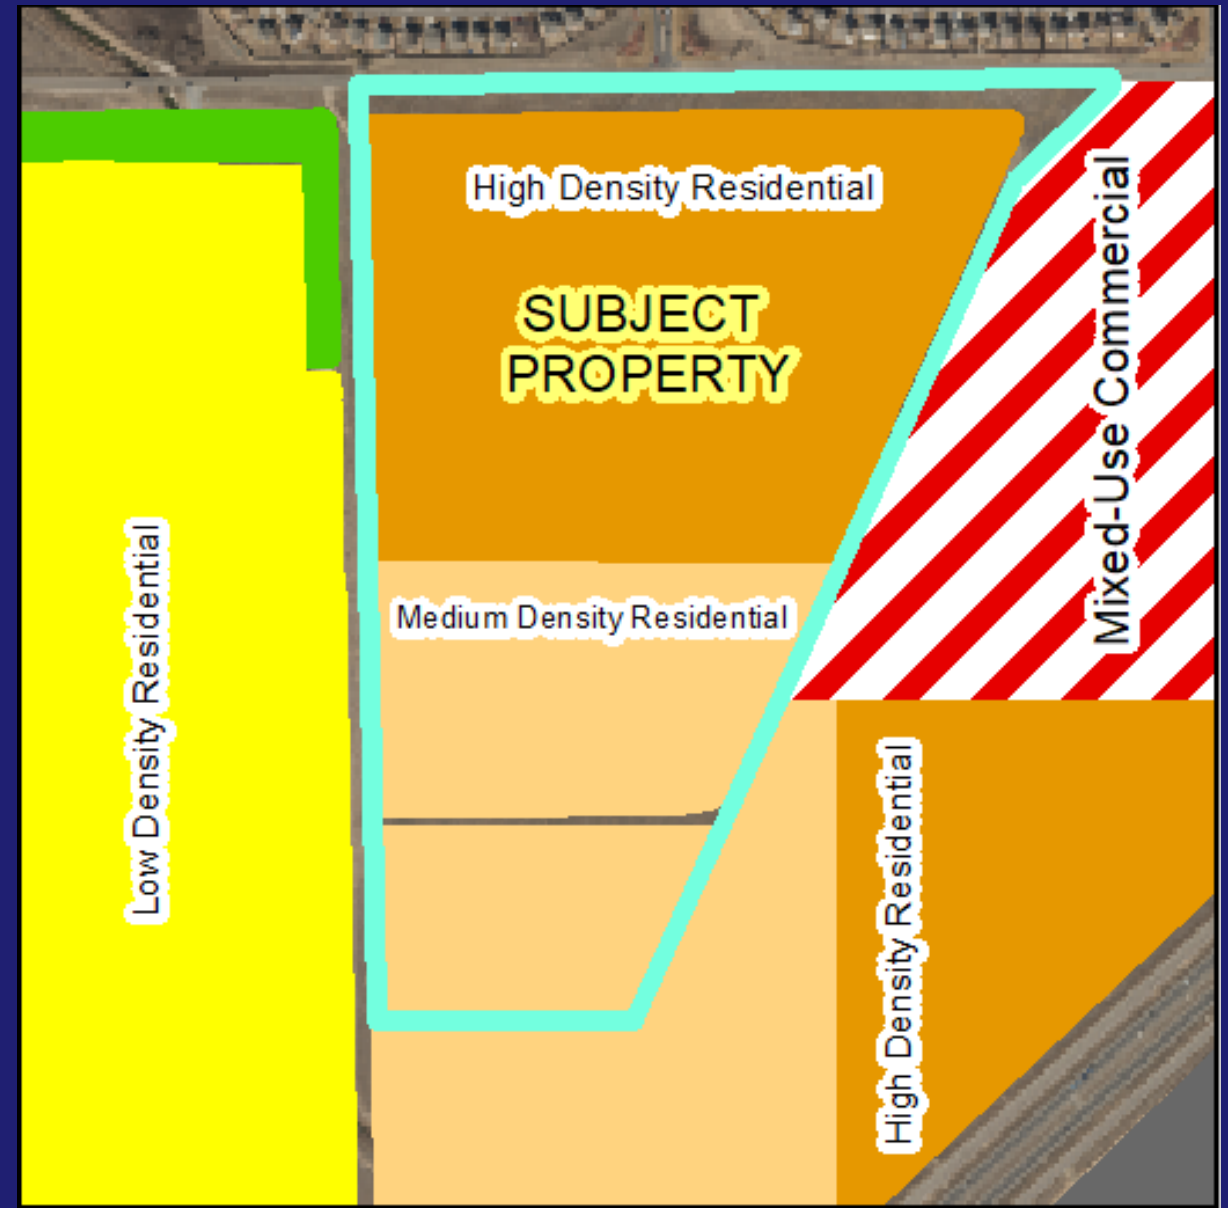 High Density Residential
SUBJECT
PROPERTY
Mixed-Use Commercial
Medium Density Residential
Low Density Residential
High Density Residential